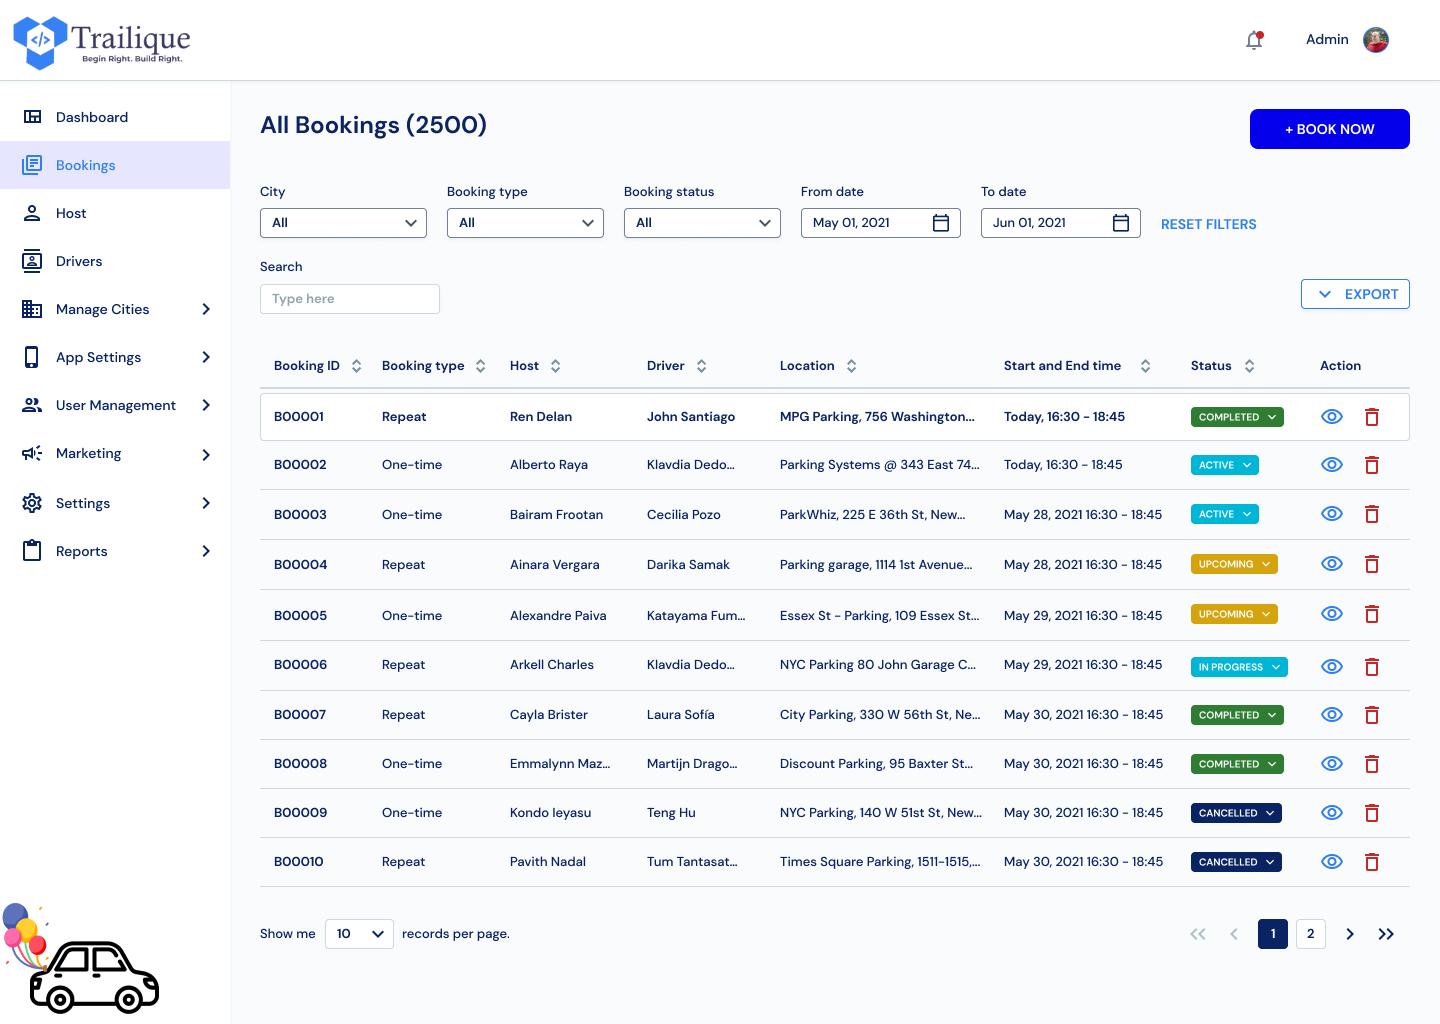 Trailique
Begin Right. Build Right.
Admin
Dashboard
Bookings
Host
Drivers
Manage Cities
App Settings
User Management
Marketing
Settings
Reports
All Bookings (2500)
+ BOOK NOW
City Booking type Booking status From date To date
All All All May 01, 2021 Jun 01, 2021 RESET FILTERS
Search
Type here
EXPORT
Booking ID Booking type Host Driver Location Start and End time Status Action
B00001 Repeat Ren Delan John Santiago MPG Parking, 756 Washington... Today, 16:30 - 18:45 COMPLETED
B00002 One-time Alberto Raya Klavdia Dedo... Parking Systems @ 343 East 74... Today, 16:30 - 18:45 ACTIVE
B00003 One-time Bairam Frootan Cecilia Pozo ParkWhiz, 225 E 36th St, New... May 28, 2021 16:30 - 18:45 ACTIVE
B00004 Repeat Ainara Vergara Darika Samak Parking garage, 1114 1st Avenue... May 28, 2021 16:30 - 18:45 UPCOMING
B00005 One-time Alexandre Paiva Katayama Fum... Essex St - Parking, 109 Essex St... May 29, 2021 16:30 - 18:45 UPCOMING
B00006 Repeat Arkell Charles Klavdia Dedo... NYC Parking 80 John Garage C... May 29, 2021 16:30 - 18:45 IN PROGRESS
B00007 Repeat Cayla Brister Laura Sofía City Parking, 330 W 56th St, Ne... May 30, 2021 16:30 - 18:45 COMPLETED
B00008 One-time Emmalynn Maz... Martijn Drago... Discount Parking, 95 Baxter St... May 30, 2021 16:30 - 18:45 COMPLETED
B00009 One-time Kondo Ieyasu Teng Hu NYC Parking, 140 W 51st St, New... May 30, 2021 16:30 - 18:45 CANCELLED
B00010 Repeat Pavith Nadal Tum Tantasat... Times Square Parking, 1511-1515,... May 30, 2021 16:30 - 18:45 CANCELLED
Show me 10 records per page.
1 2